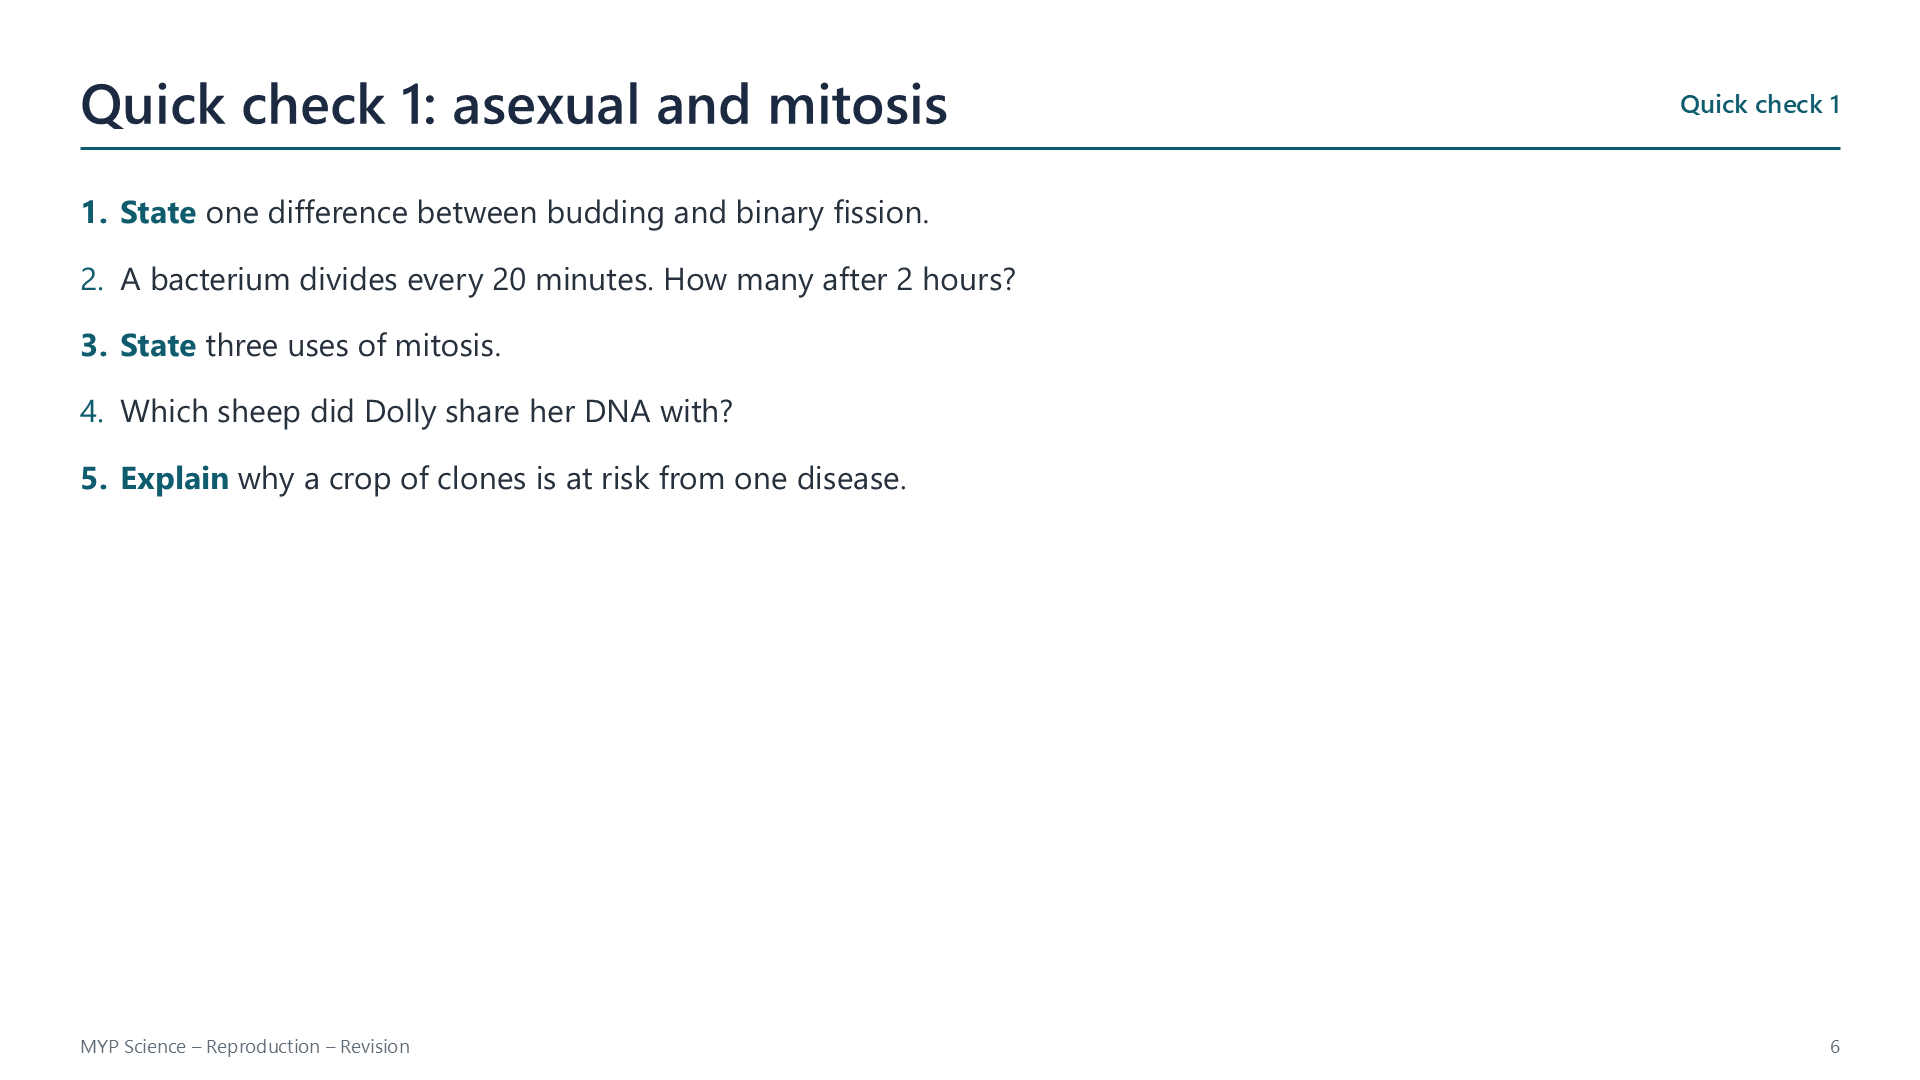 Quick check 1: asexual and mitosis
Quick check 1
1. State one difference between budding and binary fission.
2. A bacterium divides every 20 minutes. How many after 2 hours?
3. State three uses of mitosis.
4. Which sheep did Dolly share her DNA with?
5. Explain why a crop of clones is at risk from one disease.
MYP Science – Reproduction – Revision
6